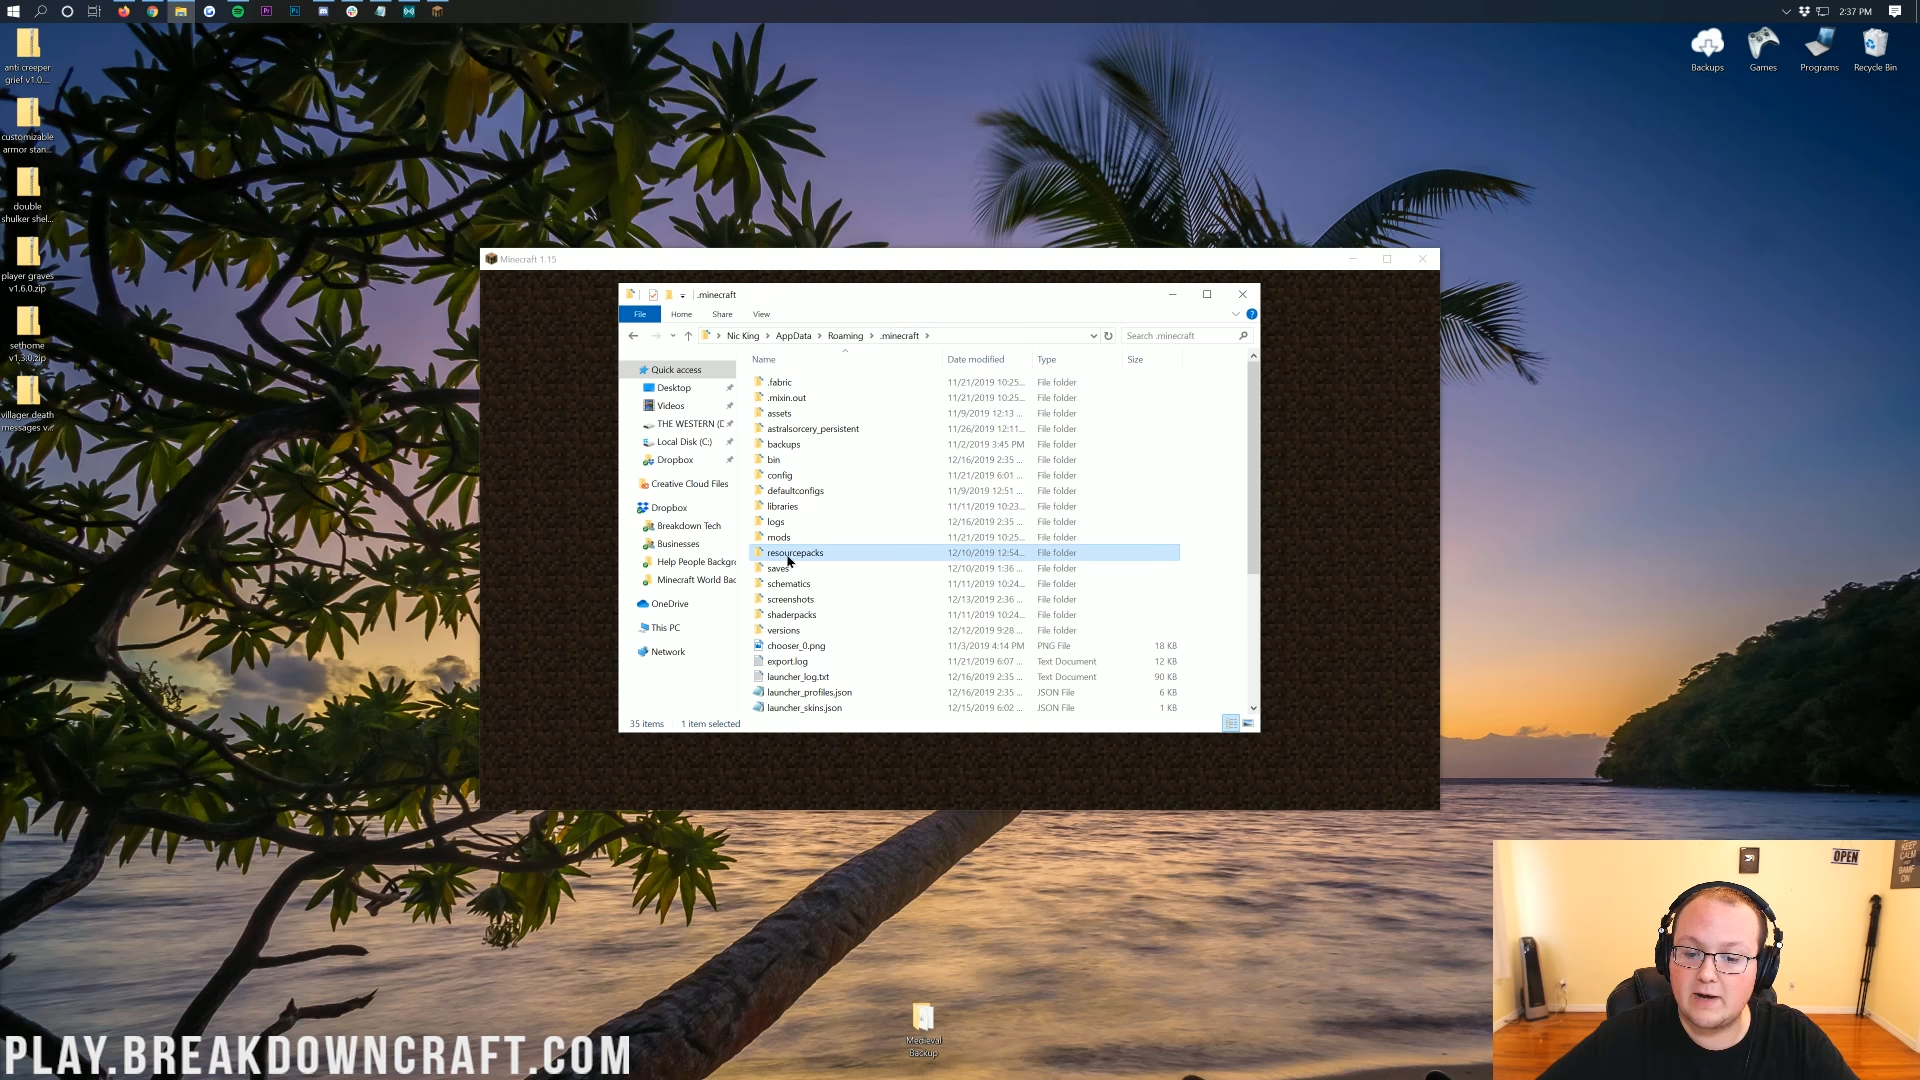 2:37 PM
anti creeper
grief v1.0....
customizable
armor stan...
double
shulker shel...
player graves
v1.6.0.zip
sethome
v1.3.0.zip
villager death
messages v...
Backups
Games
Programs
Recycle Bin
Minecraft 1.15
.minecraft
File
Home
Share
View
Nic King
AppData
Roaming
.minecraft
Search .minecraft
Quick access
Desktop
Videos
THE WESTERN (D
Local Disk (C:)
Dropbox
Creative Cloud Files
Dropbox
Breakdown Tech
Businesses
Help People Backgro
Minecraft World Bac
OneDrive
This PC
Network
Name Date modified Type Size
.fabric 11/21/2019 10:25... File folder
.mixin.out 11/21/2019 10:25... File folder
assets 11/9/2019 12:13 ... File folder
astralsorcery_persistent 11/26/2019 12:11... File folder
backups 11/2/2019 3:45 PM File folder
bin 12/16/2019 2:35 ... File folder
config 11/21/2019 6:01 ... File folder
defaultconfigs 11/9/2019 12:51 ... File folder
libraries 11/11/2019 10:23... File folder
logs 12/16/2019 2:35 ... File folder
mods 11/21/2019 10:25... File folder
resourcepacks 12/10/2019 12:54... File folder
saves 12/10/2019 1:36 ... File folder
schematics 11/11/2019 10:24... File folder
screenshots 12/13/2019 2:36 ... File folder
shaderpacks 11/11/2019 10:24... File folder
versions 12/12/2019 9:28 ... File folder
chooser_0.png 11/3/2019 4:14 PM PNG File 18 KB
export.log 11/21/2019 6:07 ... Text Document 12 KB
launcher_log.txt 12/16/2019 2:35 ... Text Document 90 KB
launcher_profiles.json 12/16/2019 2:35 ... JSON File 6 KB
launcher_skins.json 12/15/2019 6:02 ... JSON File 1 KB
35 items 1 item selected
OPEN
KEEP
CALM
AND
BAMF
ON
Medieval
Backup
PLAY.BREAKDOWNCRAFT.COM